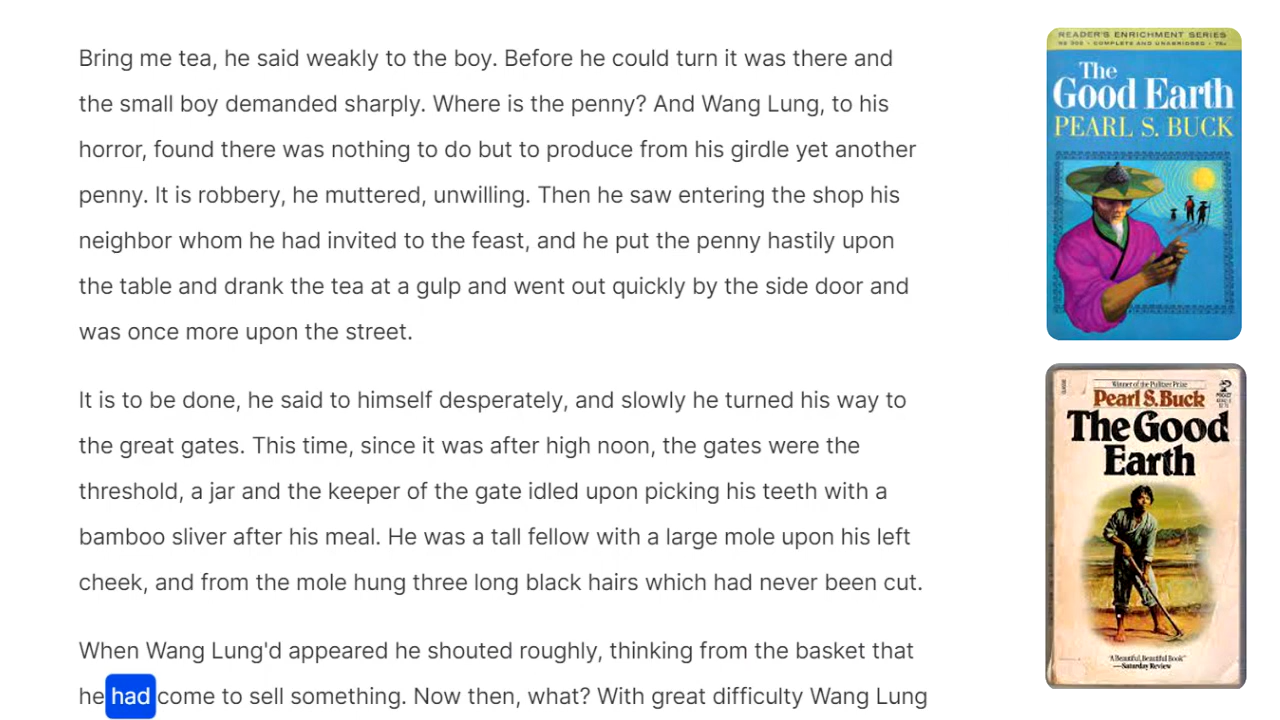 Bring me tea, he said weakly to the boy. Before he could turn it was there and
the small boy demanded sharply. Where is the penny? And Wang Lung, to his
horror, found there was nothing to do but to produce from his girdle yet another
penny. It is robbery, he muttered, unwilling. Then he saw entering the shop his
neighbor whom he had invited to the feast, and he put the penny hastily upon
the table and drank the tea at a gulp and went out quickly by the side door and
was once more upon the street.
It is to be done, he said to himself desperately, and slowly he turned his way to
the great gates. This time, since it was after high noon, the gates were the
threshold, a jar and the keeper of the gate idled upon picking his teeth with a
bamboo sliver after his meal. He was a tall fellow with a large mole upon his left
cheek, and from the mole hung three long black hairs which had never been cut.
When Wang Lung'd appeared he shouted roughly, thinking from the basket that
he had come to sell something. Now then, what? With great difficulty Wang Lung
READER'S ENRICHMENT SERIES
COMPLETE AND UNABRIDGED
The
Good Earth
PEARL S. BUCK
Winner of the Pulitzer Prize
Pearl S. Buck
The Good
Earth
"A Beautiful, Beautiful Book"
—Saturday Review